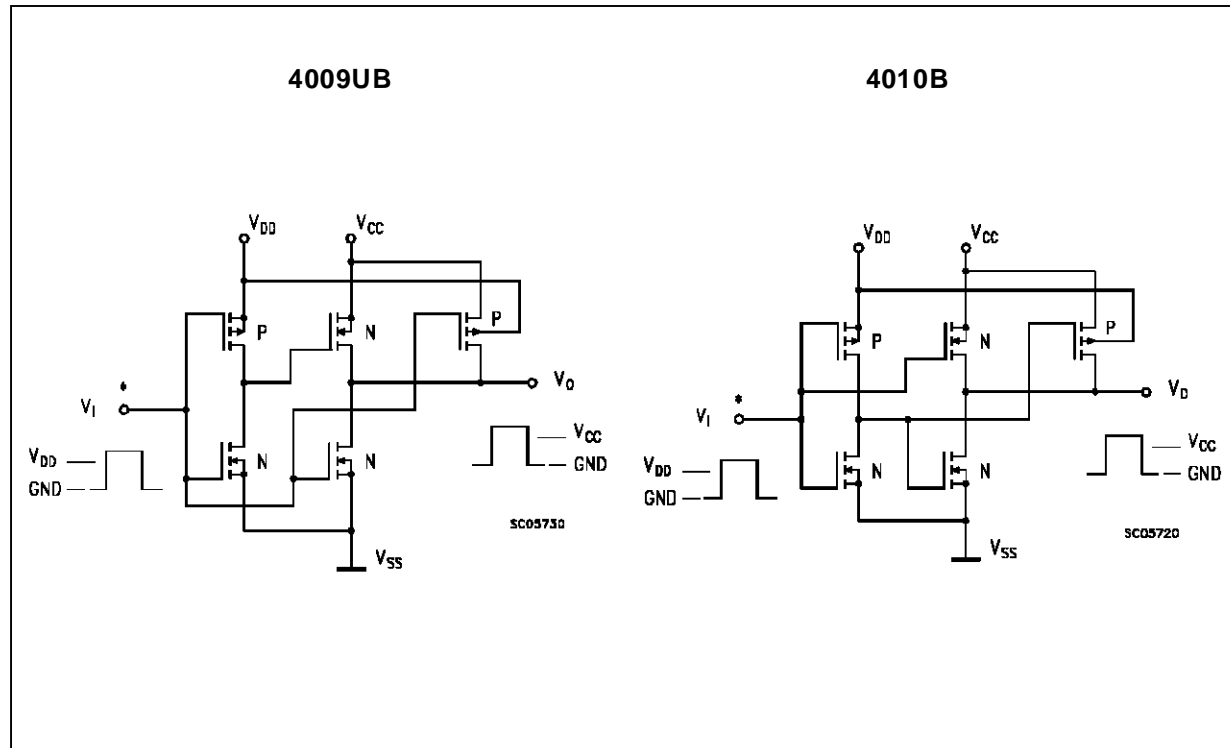 4009UB
4010B
VDD
VCC
P
N
P
*
VI
VO
N
N
VDD
GND
VCC
GND
SC05730
VSS
VDD
VCC
P
N
P
*
VI
VO
N
N
VDD
GND
VCC
GND
SC05720
VSS